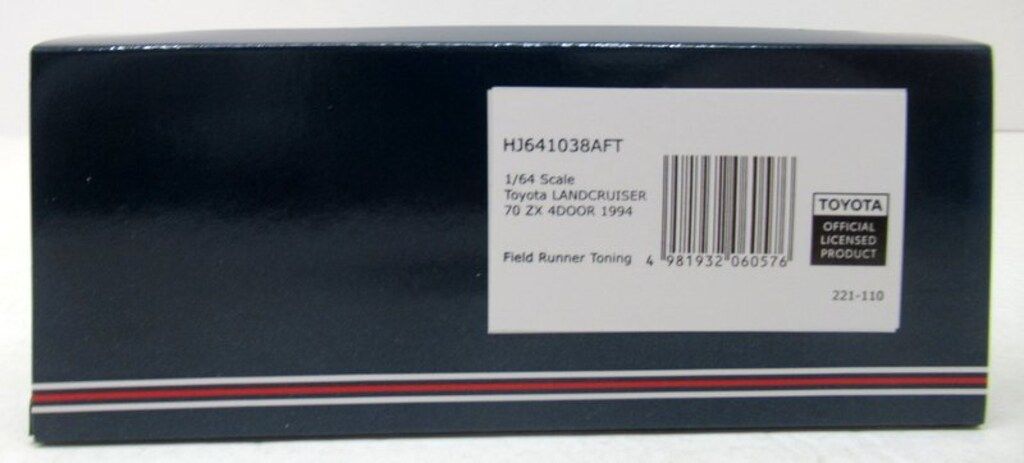 HJ641038AFT
1/64 Scale
Toyota LANDCRUISER
70 ZX 4DOOR 1994
Field Runner Toning
4 981932 060576
TOYOTA
OFFICIAL
LICENSED
PRODUCT
221-110